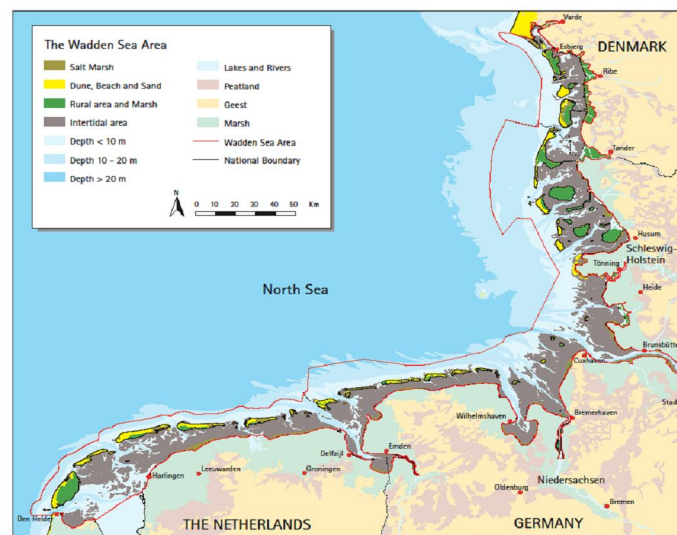 The Wadden Sea Area
Salt Marsh
Dune, Beach and Sand
Rural area and Marsh
Intertidal area
Depth < 10 m
Depth 10 - 20 m
Depth > 20 m
Lakes and Rivers
Peatland
Geest
Marsh
Wadden Sea Area
National Boundary
N
0 10 20 30 40 50 Km
Varde
Esbjerg
DENMARK
Ribe
Tønder
Husum
Schleswig-
Holstein
Tönning
Heide
North Sea
Brunsbütte
Cuxhaven
Stad
Wilhelmshaven
Bremerhaven
Emden
Delfzijl
Harlingen
Leeuwarden
Groningen
Niedersachsen
Oldenburg
Bremen
Den Helder
THE NETHERLANDS
GERMANY